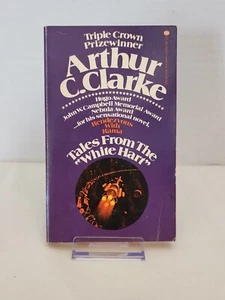 Triple Crown
Prizewinner
Arthur
C. Clarke
Hugo Award
John W. Campbell Memorial Award
Nebula Award
...for his sensational novel,
Rendezvous
with
Rama
Tales From The
"White Hart"